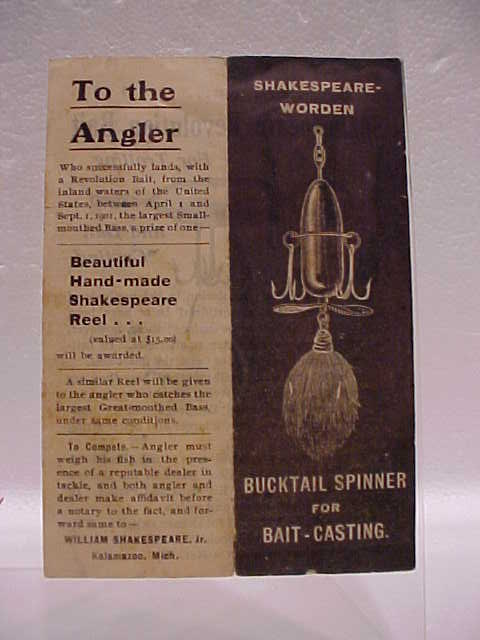 To the
Angler
Who successfully lands, with
a Revolution Bait, from the
inland waters of the United
States, between April 1 and
Sept. 1, 1901, the largest Small-
mouthed Bass, a prize of one—
Beautiful
Hand-made
Shakespeare
Reel . . .
(valued at $15.00)
will be awarded.
A similar Reel will be given
to the angler who catches the
largest Great-mouthed Bass,
under same conditions.
To Compete.—Angler must
weigh his fish in the pres-
ence of a reputable dealer in
tackle, and both angler and
dealer make affidavit before
a notary to the fact, and for-
ward same to—
WILLIAM SHAKESPEARE, Jr.
Kalamazoo, Mich.
SHAKESPEARE-
WORDEN
BUCKTAIL SPINNER
FOR
BAIT-CASTING.